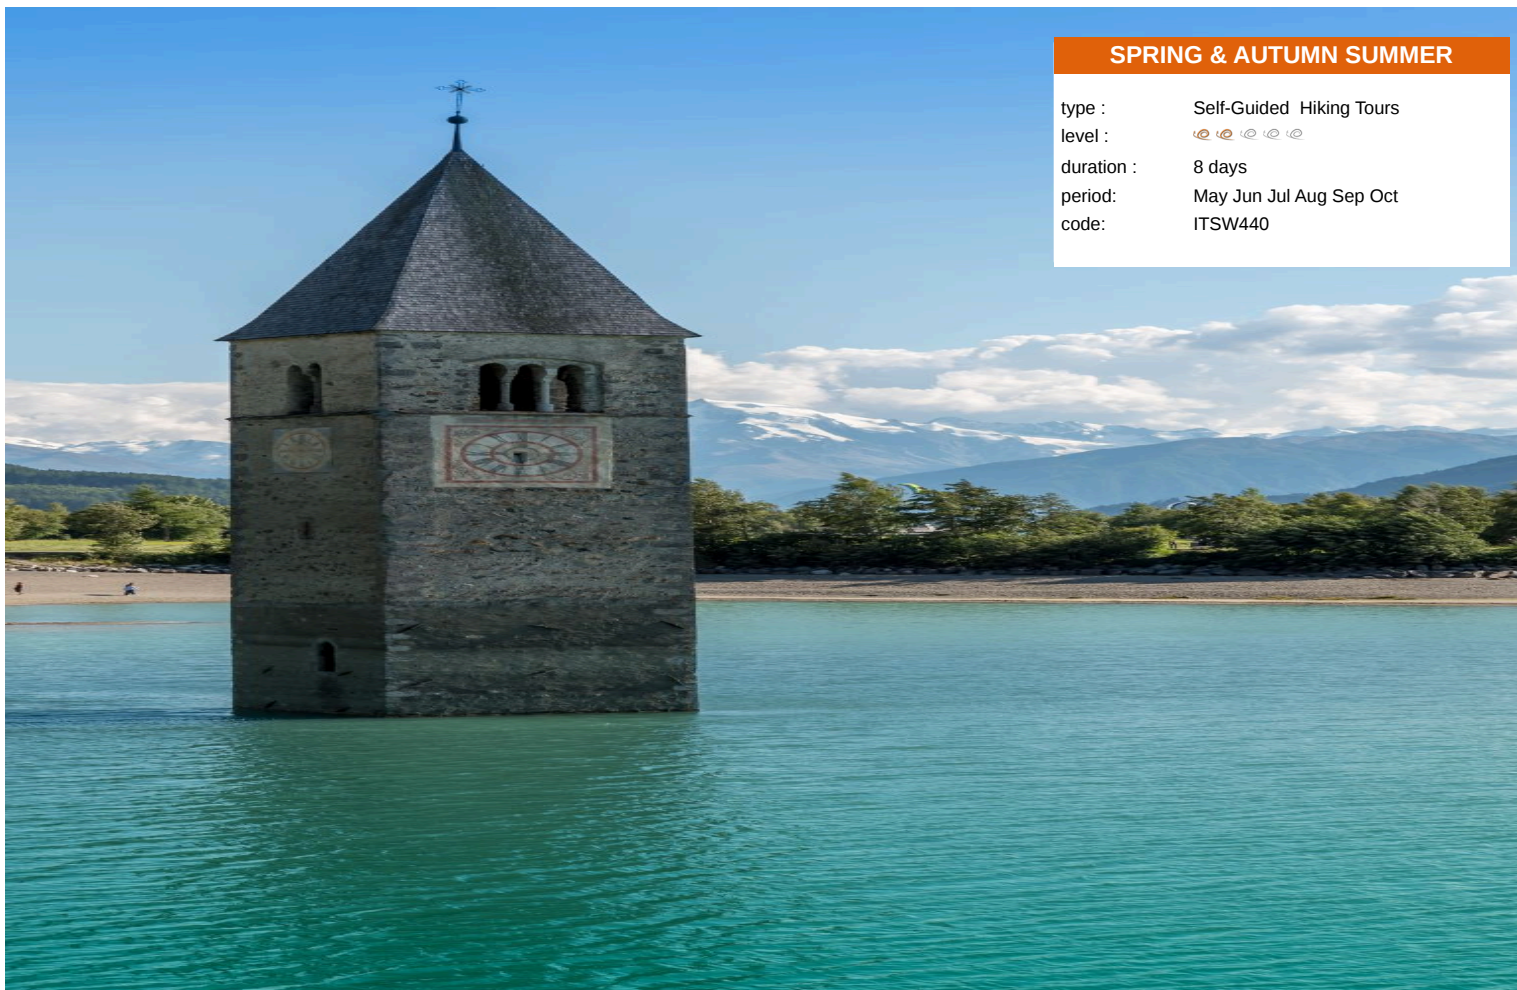 SPRING & AUTUMN SUMMER
type : Self-Guided Hiking Tours
level :
duration : 8 days
period: May Jun Jul Aug Sep Oct
code: ITSW440